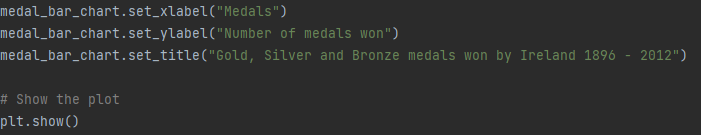 medal_bar_chart.set_xlabel("Medals")
medal_bar_chart.set_ylabel("Number of medals won")
medal_bar_chart.set_title("Gold, Silver and Bronze medals won by Ireland 1896 - 2012")
# Show the plot
plt.show()